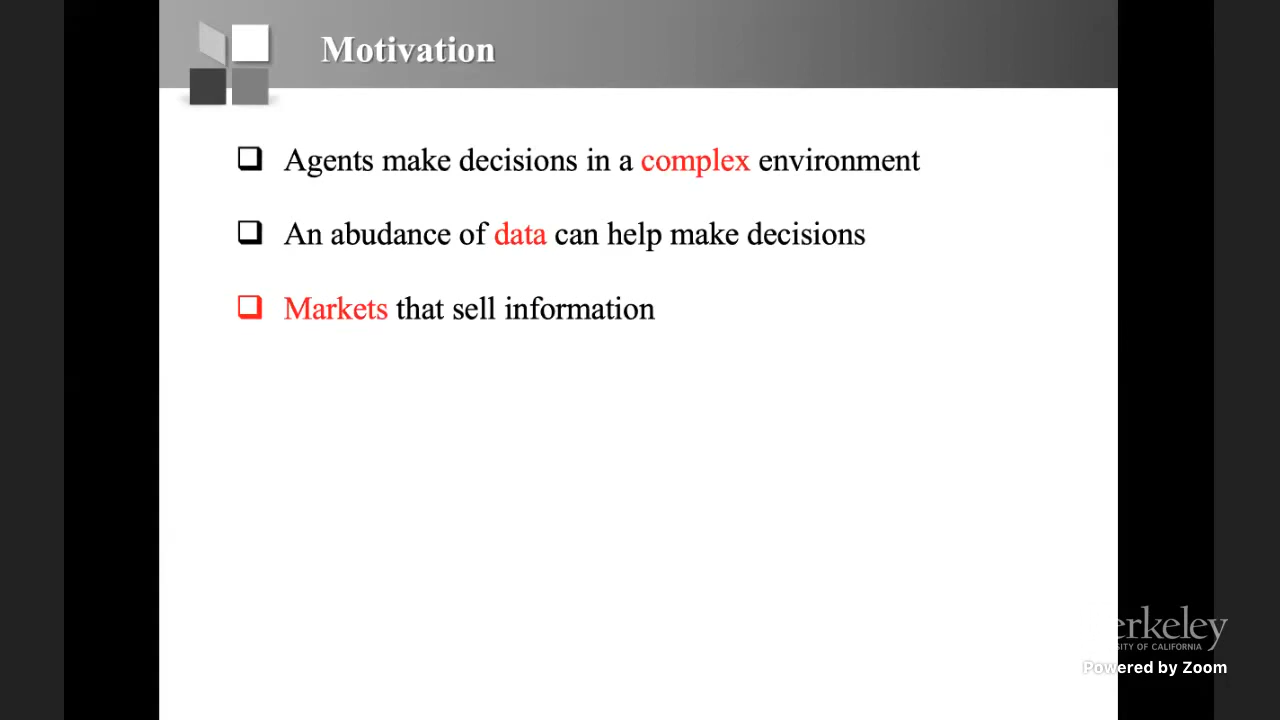 Motivation
Agents make decisions in a complex environment
An abudance of data can help make decisions
Markets that sell information
erkeley
SITY OF CALIFORNIA
Powered by Zoom